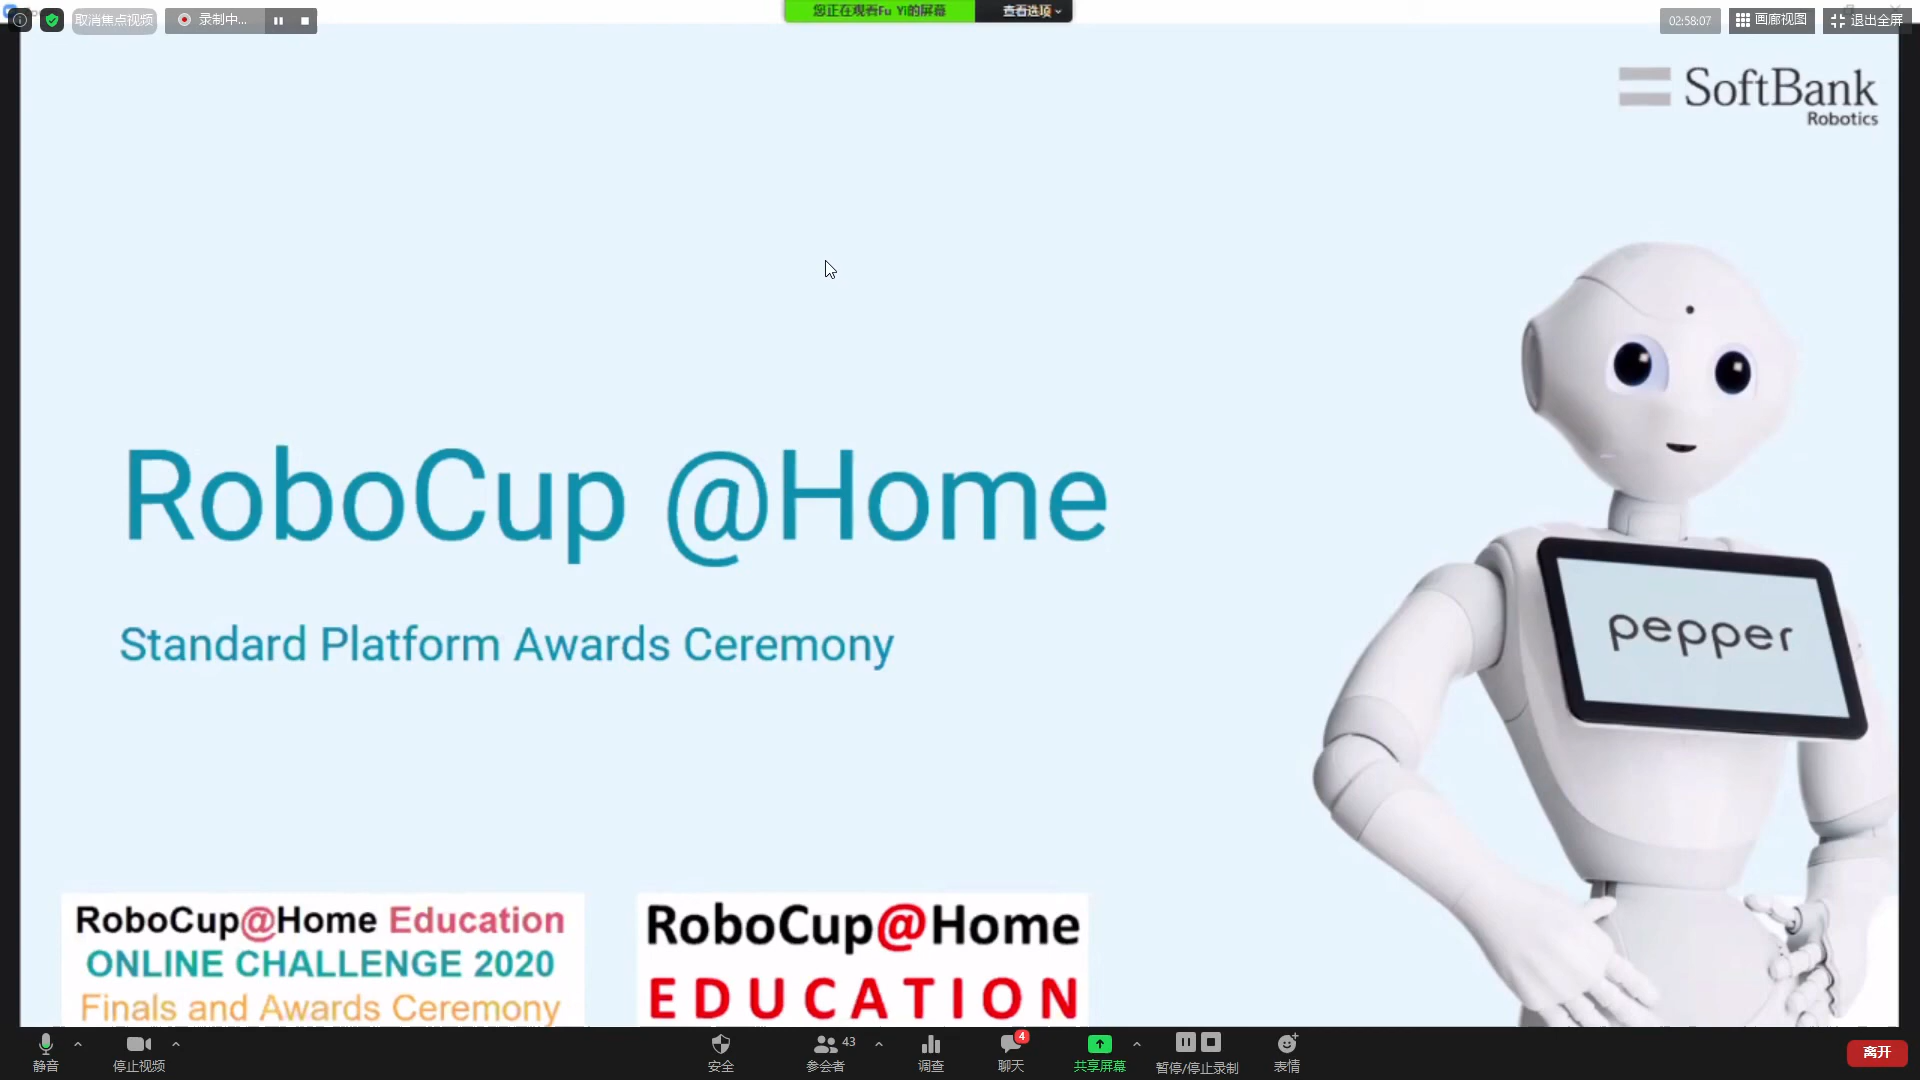 取消焦点视频
录制中...
您正在观看Fu Yi的屏幕
查看选项
02:58:07
画廊视图
退出全屏
SoftBank
Robotics
RoboCup @Home
Standard Platform Awards Ceremony
pepper
RoboCup@Home Education
ONLINE CHALLENGE 2020
Finals and Awards Ceremony
RoboCup@Home
EDUCATION
静音
停止视频
安全
参会者
43
调查
聊天
4
共享屏幕
暂停/停止录制
表情
离开